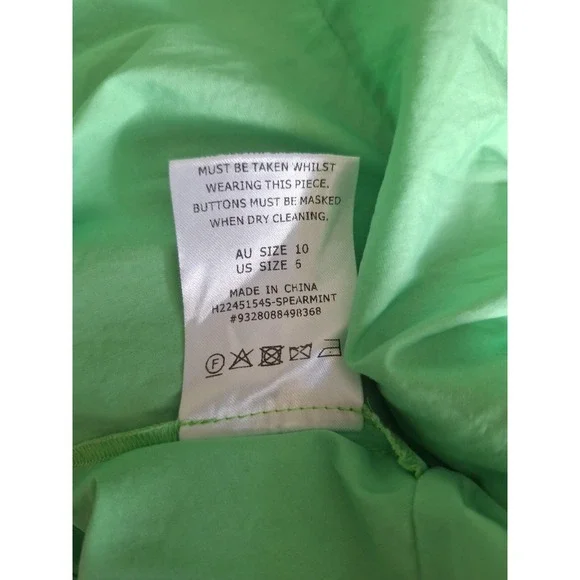 MUST BE TAKEN WHILST
WEARING THIS PIECE.
BUTTONS MUST BE MASKED
WHEN DRY CLEANING.
AU SIZE 10
US SIZE 6
MADE IN CHINA
H2245154S-SPEARMINT
#9328088498368
F